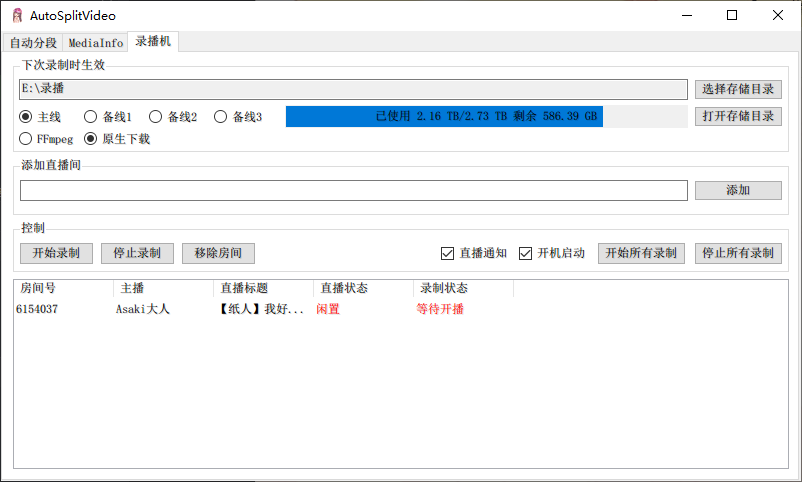 AutoSplitVideo
自动分段 MediaInfo 录播机
下次录制时生效
E:\录播 选择存储目录
主线 备线1 备线2 备线3 已使用 2.16 TB/2.73 TB 剩余 586.39 GB 打开存储目录
FFmpeg 原生下载
添加直播间
添加
控制
开始录制 停止录制 移除房间 直播通知 开机启动 开始所有录制 停止所有录制
房间号 主播 直播标题 直播状态 录制状态
6154037 Asaki大人 【纸人】我好... 闲置 等待开播